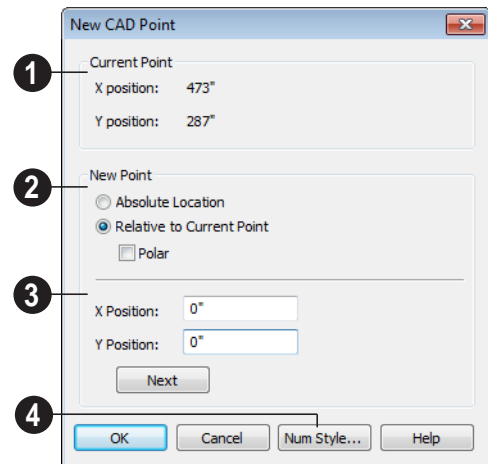 New CAD Point
1
Current Point
X position: 473"
Y position: 287"
2
New Point
Absolute Location
Relative to Current Point
Polar
3
X Position: 0"
Y Position: 0"
Next
4
OK Cancel Num Style... Help